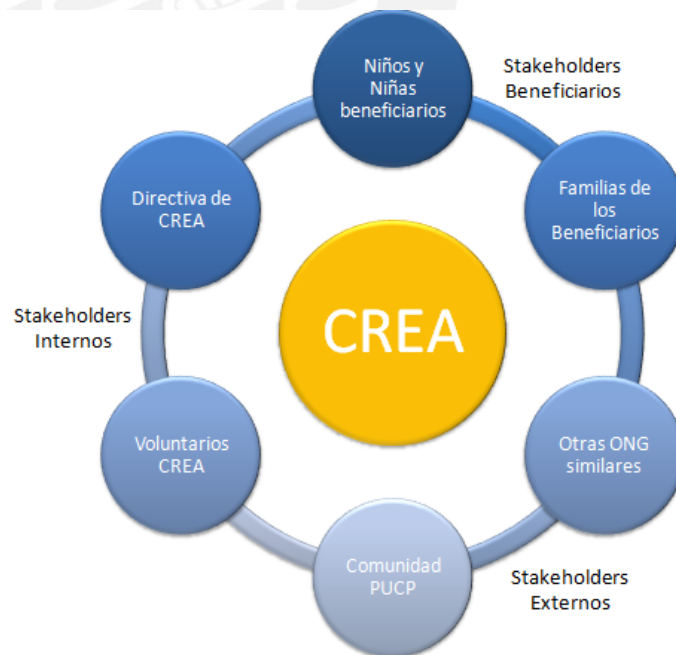 Niños y
Niñas
beneficiarios
Stakeholders
Beneficiarios
Directiva de
CREA
Familias de
los
Beneficiarios
CREA
Stakeholders
Internos
Voluntarios
CREA
Otras ONG
similares
Comunidad
PUCP
Stakeholders
Externos